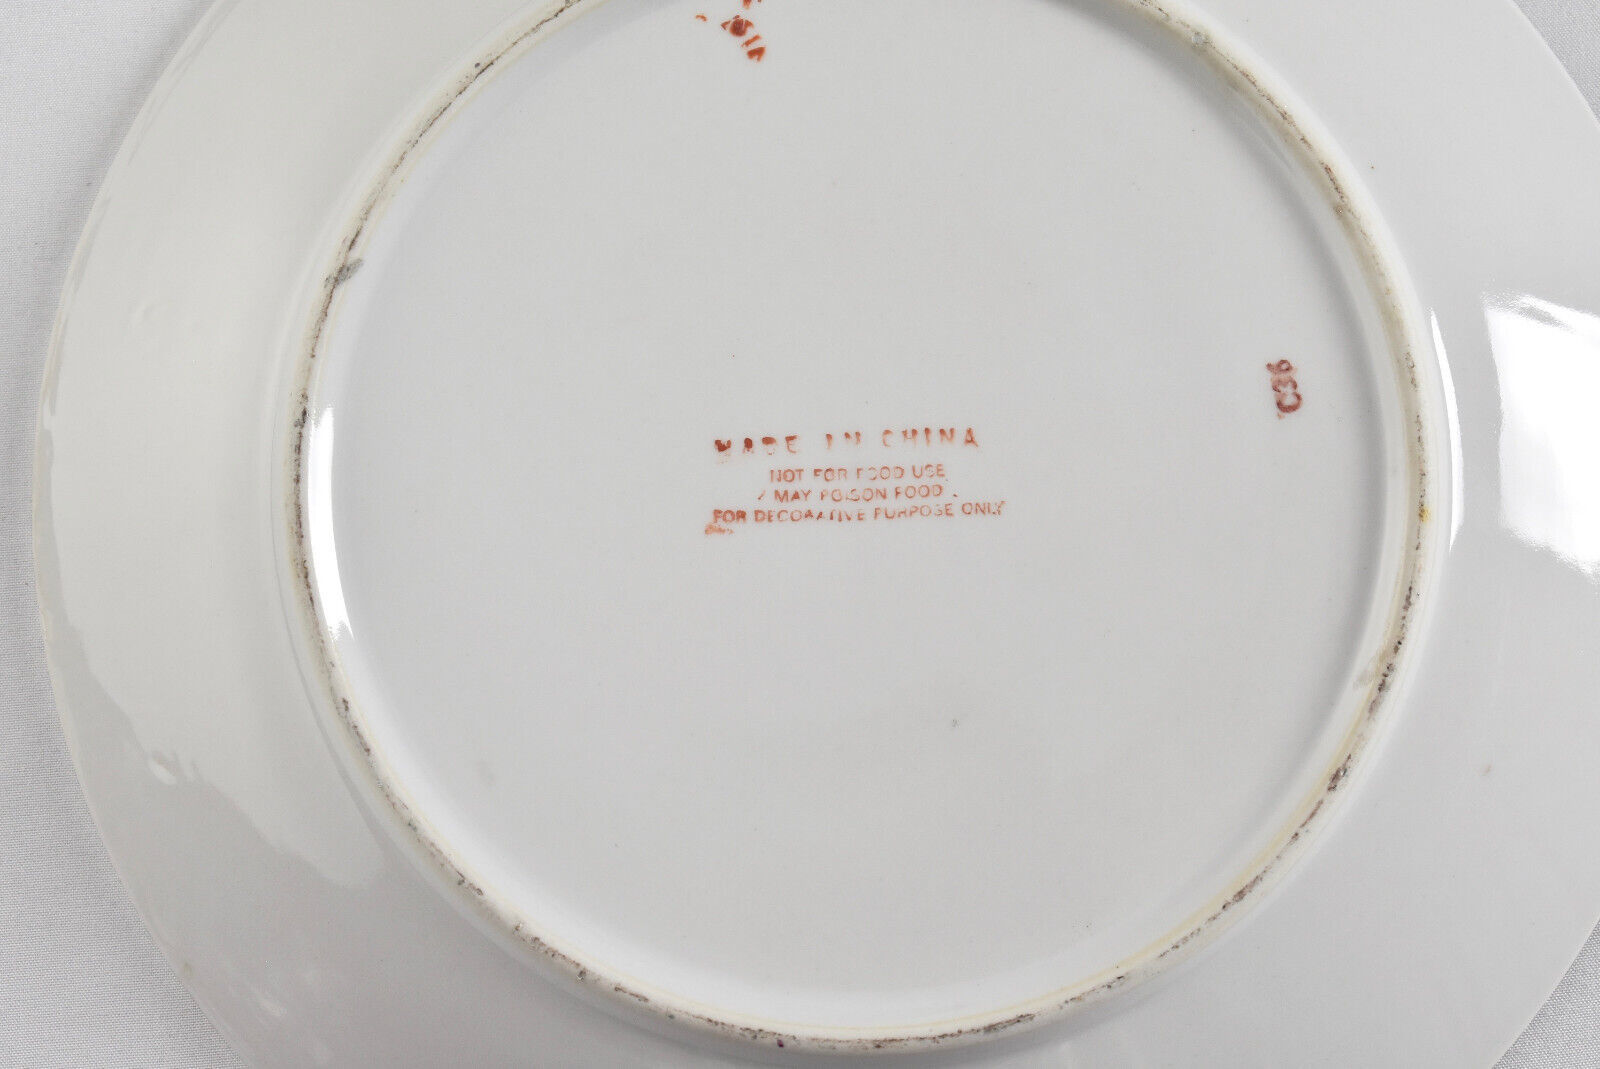 MADE IN CHINA
NOT FOR FOOD USE
MAY POISON FOOD
FOR DECORATIVE PURPOSE ONLY
C36